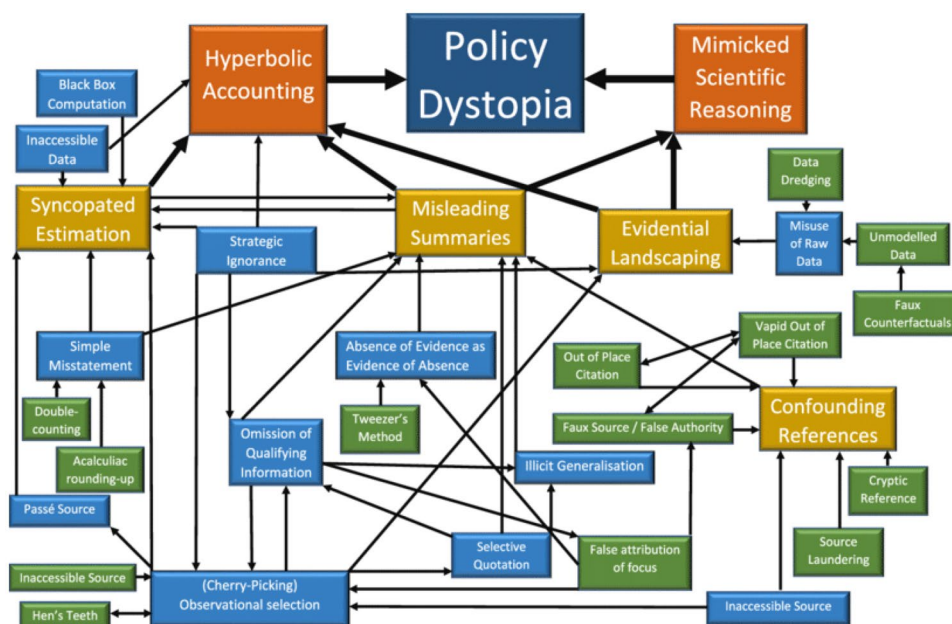 Policy
Dystopia
Hyperbolic
Accounting
Mimicked
Scientific
Reasoning
Black Box
Computation
Inaccessible
Data
Data
Dredging
Syncopated
Estimation
Misleading
Summaries
Strategic
Ignorance
Evidential
Landscaping
Misuse
of Raw
Data
Unmodelled
Data
Faux
Counterfactuals
Simple
Misstatement
Absence of Evidence as
Evidence of Absence
Vapid Out of
Place Citation
Out of Place
Citation
Double-
counting
Tweezer's
Method
Faux Source / False Authority
Confounding
References
Acalculiac
rounding-up
Omission of
Qualifying
Information
Illicit Generalisation
Cryptic
Reference
Passé Source
Selective
Quotation
False attribution
of focus
Source
Laundering
Inaccessible Source
(Cherry-Picking)
Observational selection
Hen's Teeth
Inaccessible Source